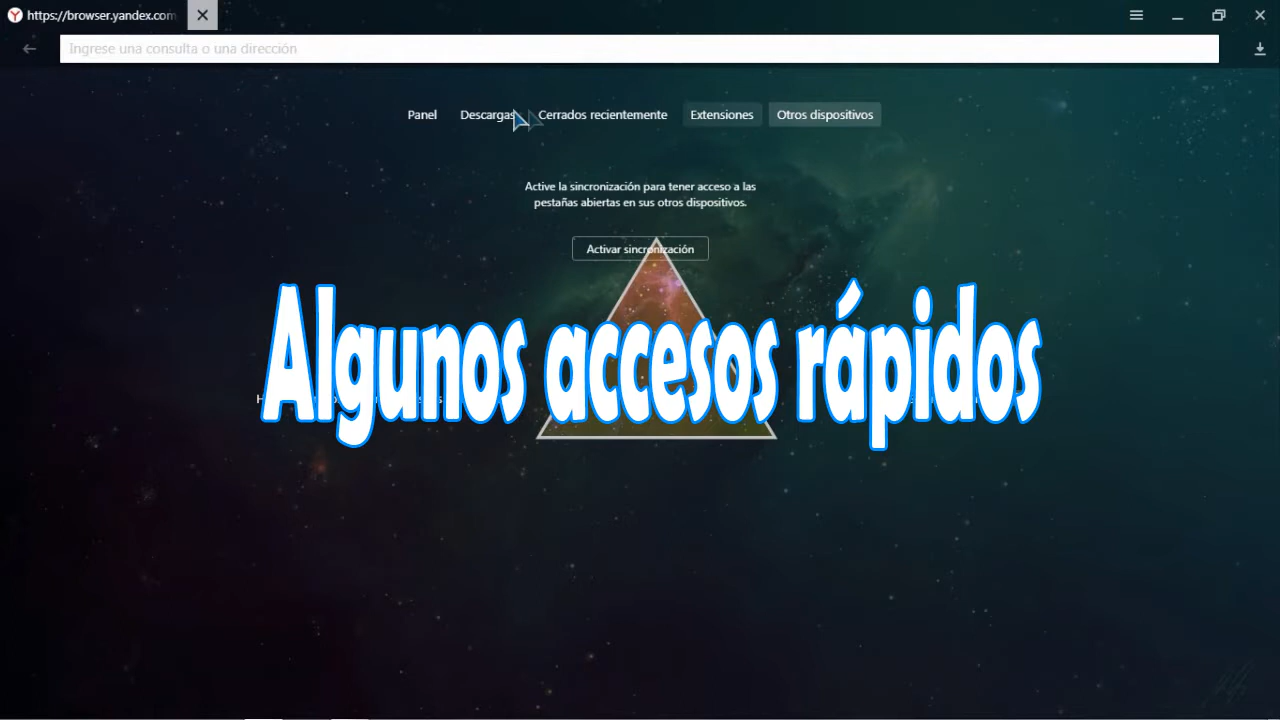 https://browser.yandex.com
Ingrese una consulta o una dirección
Panel Descargas Cerrados recientemente Extensiones Otros dispositivos
Active la sincronización para tener acceso a las
pestañas abiertas en sus otros dispositivos.
Activar sincronización
Algunos accesos rápidos